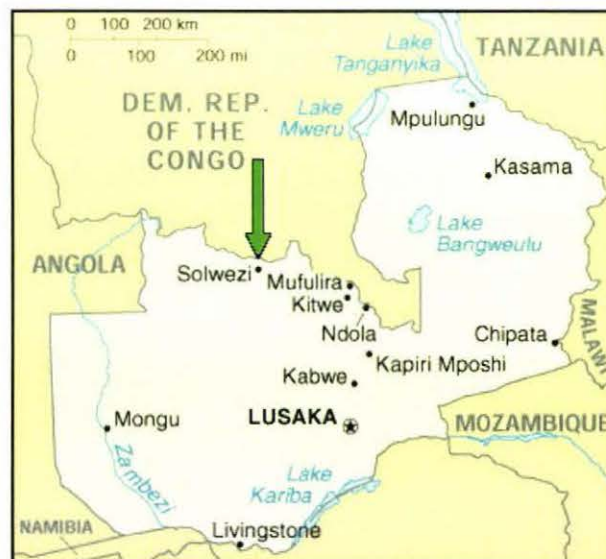 0 100 200 km
0 100 200 mi
Lake
Tanganyika
TANZANIA
DEM. REP.
OF THE
CONGO
Lake
Mweru
Mpulungu
Kasama
Lake
Bangweulu
ANGOLA
Solwezi
Mufulira
Kitwe
Ndola
Chipata
MALAWI
Kapiri Mposhi
Kabwe
Mongu
LUSAKA
MOZAMBIQUE
Zambezi
Lake
Kariba
NAMIBIA
Livingstone